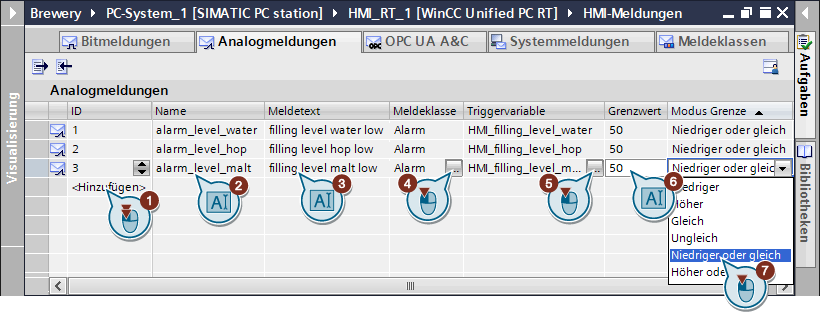 Brewery ▸ PC-System_1 [SIMATIC PC station] ▸ HMI_RT_1 [WinCC Unified PC RT] ▸ HMI-Meldungen
Bitmeldungen Analogmeldungen OPC UA A&C Systemmeldungen Meldeklassen
Analogmeldungen
ID Name Meldetext Meldeklasse Triggervariable Grenzwert Modus Grenze
1 alarm_level_water filling level water low Alarm HMI_filling_level_water 50 Niedriger oder gleich
2 alarm_level_hop filling level hop low Alarm HMI_filling_level_hop 50 Niedriger oder gleich
3 alarm_level_malt filling level malt low Alarm ... HMI_filling_level_m... ... 50 Niedriger oder gleich
<Hinzufügen>
1
2
AI
3
AI
4
5
6
AI
Niedriger
Höher
Gleich
Ungleich
Niedriger oder gleich
Höher ode
7
Visualisierung
Aufgaben
Bibliotheken